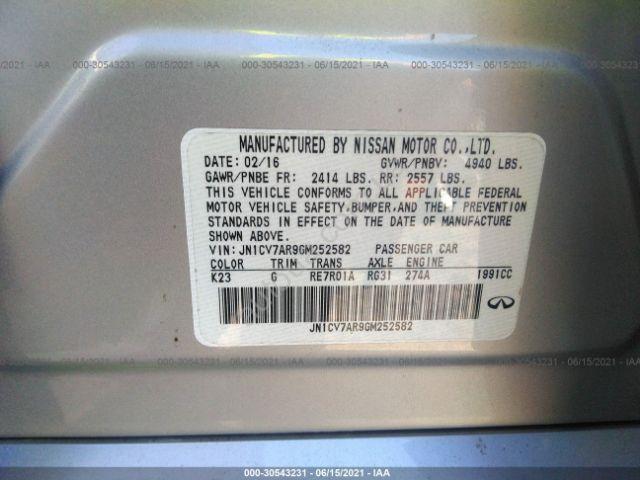 000-30543231 - 06/15/2021 - IAA
MANUFACTURED BY NISSAN MOTOR CO.,LTD.
DATE: 02/16 GVWR/PNBV: 4940 LBS.
GAWR/PNBE FR: 2414 LBS. RR: 2557 LBS.
THIS VEHICLE CONFORMS TO ALL APPLICABLE FEDERAL
MOTOR VEHICLE SAFETY, BUMPER, AND THEFT PREVENTION
STANDARDS IN EFFECT ON THE DATE OF MANUFACTURE
SHOWN ABOVE.
VIN: JN1CV7AR9GM252582 PASSENGER CAR
COLOR TRIM TRANS AXLE ENGINE
K23 G RE7R01A RG31 274A 1991CC
JN1CV7AR9GM252582
000-30543231 - 06/15/2021 - IAA